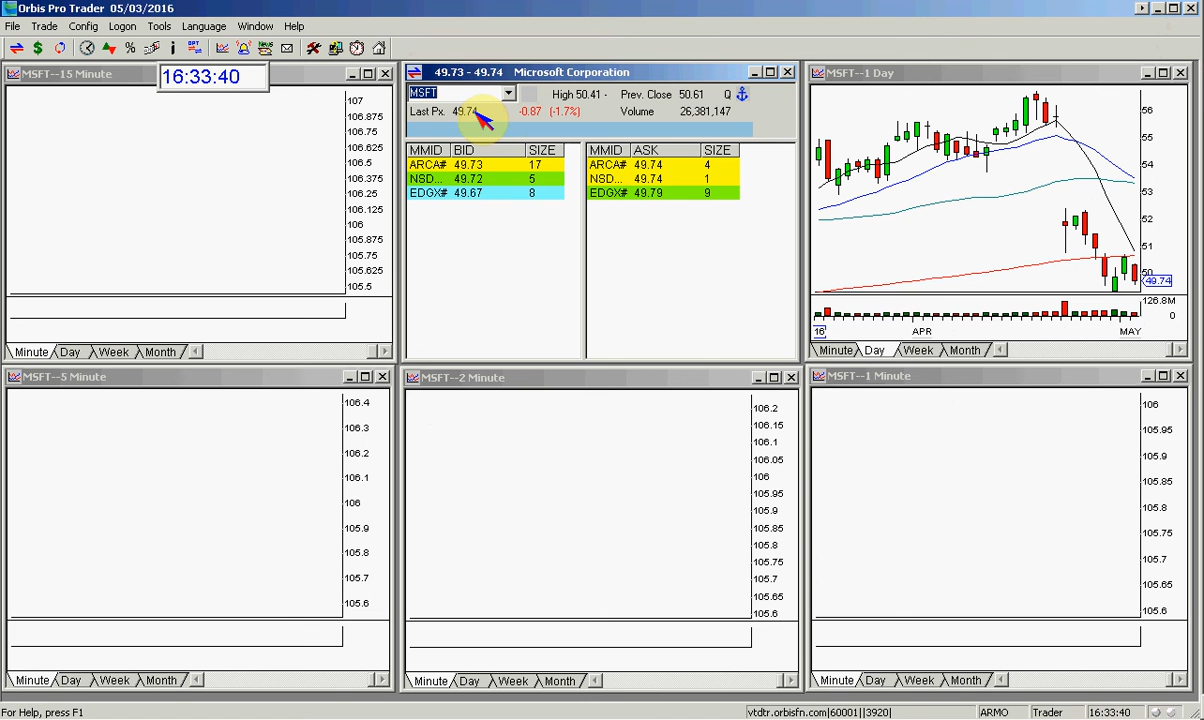 Orbis Pro Trader 05/03/2016
File Trade Config Logon Tools Language Window Help
MSFT--15 Minute
16:33:40
107
106.875
106.75
106.625
106.5
106.375
106.25
106.125
106
105.875
105.75
105.625
105.5
Minute Day Week Month
49.73 - 49.74 Microsoft Corporation
MSFT High 50.41 - Prev. Close 50.61 Q
Last Px. 49.74 -0.87 (-1.7%) Volume 26,381,147
MMID BID SIZE MMID ASK SIZE
ARCA# 49.73 17 ARCA# 49.74 4
NSD... 49.72 5 NSD... 49.74 1
EDGX# 49.67 8 EDGX# 49.79 9
MSFT--1 Day
56
55
54
53
52
51
50
49.74
126.8M
0
16 APR MAY
Minute Day Week Month
MSFT--5 Minute
106.4
106.3
106.2
106.1
106
105.9
105.8
105.7
105.6
Minute Day Week Month
MSFT--2 Minute
106.2
106.15
106.1
106.05
106
105.95
105.9
105.85
105.8
105.75
105.7
105.65
105.6
Minute Day Week Month
MSFT--1 Minute
106
105.95
105.9
105.85
105.8
105.75
105.7
105.65
105.6
Minute Day Week Month
For Help, press F1 vtdtr.orbisfn.com|60001||3920| ARMO Trader 16:33:40